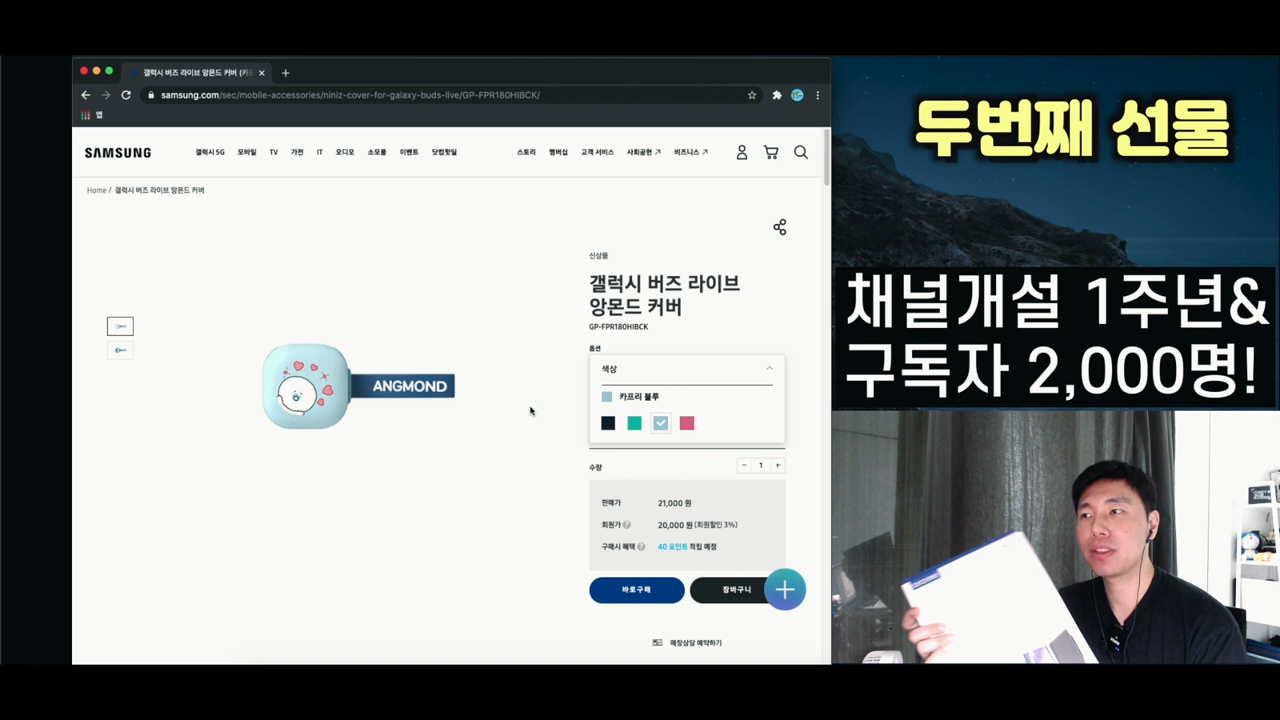 갤럭시 버즈 라이브 앙몬드 커버 (카
samsung.com/sec/mobile-accessories/niniz-cover-for-galaxy-buds-live/GP-FPR180HIBCK/
앱
SAMSUNG
갤럭시 5G 모바일 TV 가전 IT 오디오 소모품 이벤트 닷컴핫딜 스토리 멤버십 고객 서비스 사회공헌 ↗ 비즈니스 ↗
Home / 갤럭시 버즈 라이브 앙몬드 커버
신상품
갤럭시 버즈 라이브
앙몬드 커버
GP-FPR180HIBCK
옵션
색상
카프리 블루
ANGMOND
수량 − 1 +
판매가 21,000 원
회원가 ? 20,000 원 (회원할인 3%)
구매시 혜택 ? 40 포인트 적립 예정
바로구매 장바구니
매장상담 예약하기
두번째 선물
채널개설 1주년&
구독자 2,000명!